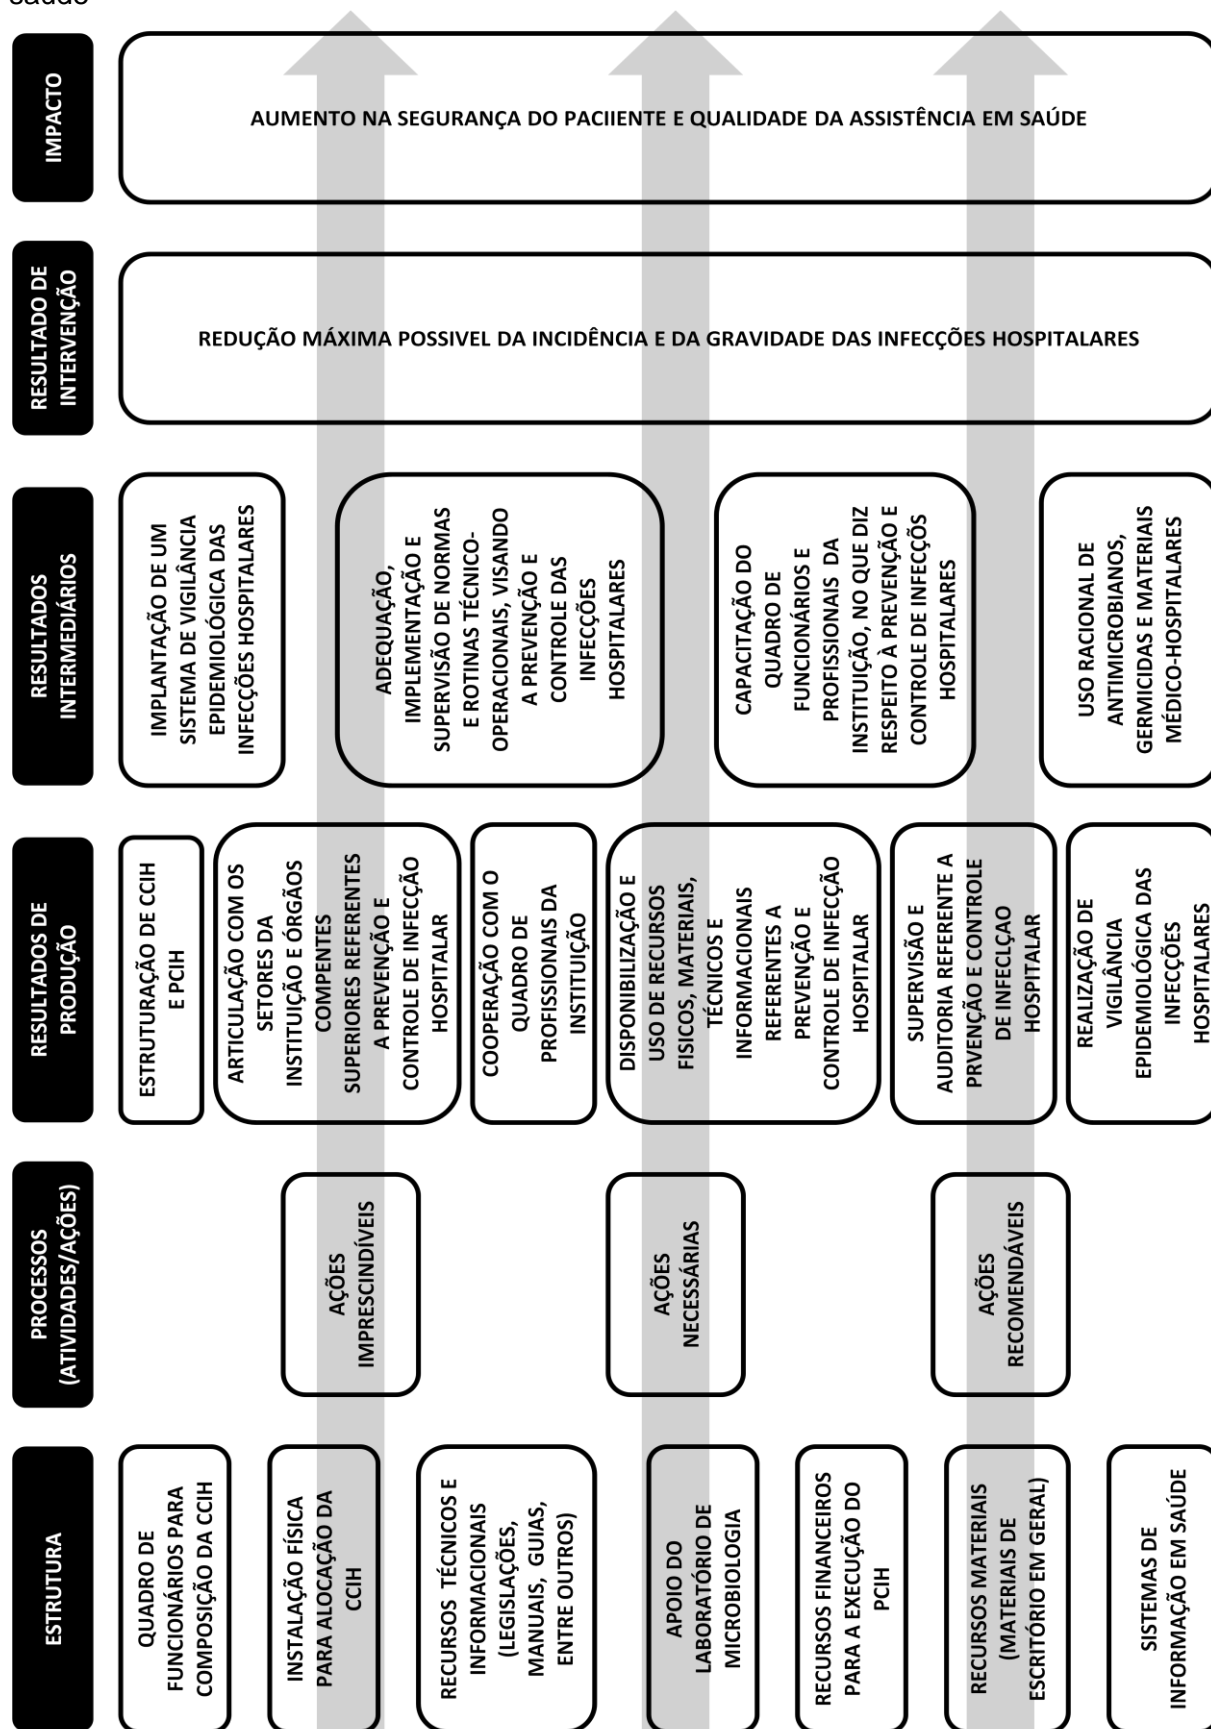 saúde
IMPACTO
AUMENTO NA SEGURANÇA DO PACIIENTE E QUALIDADE DA ASSISTÊNCIA EM SAÚDE
RESULTADO DE
INTERVENÇÃO
REDUÇÃO MÁXIMA POSSIVEL DA INCIDÊNCIA E DA GRAVIDADE DAS INFECÇÕES HOSPITALARES
RESULTADOS
INTERMEDIÁRIOS
IMPLANTAÇÃO DE UM
SISTEMA DE VIGILÂNCIA
EPIDEMIOLÓGICA DAS
INFECÇÕES HOSPITALARES
ADEQUAÇÃO,
IMPLEMENTAÇÃO E
SUPERVISÃO DE NORMAS
E ROTINAS TÉCNICO-
OPERACIONAIS, VISANDO
A PREVENÇÃO E
CONTROLE DAS
INFECÇÕES
HOSPITALARES
CAPACITAÇÃO DO
QUADRO DE
FUNCIONÁRIOS E
PROFISSIONAIS DA
INSTITUIÇÃO, NO QUE DIZ
RESPEITO À PREVENÇÃO E
CONTROLE DE INFECÇÕS
HOSPITALARES
USO RACIONAL DE
ANTIMICROBIANOS,
GERMICIDAS E MATERIAIS
MÉDICO-HOSPITALARES
RESULTADOS DE
PRODUÇÃO
ESTRUTURAÇÃO DE CCIH
E PCIH
ARTICULAÇÃO COM OS
SETORES DA
INSTITUIÇÃO E ÓRGÃOS
COMPENTES
SUPERIORES REFERENTES
A PREVENÇÃO E
CONTROLE DE INFECÇÃO
HOSPITALAR
COOPERAÇÃO COM O
QUADRO DE
PROFISSIONAIS DA
INSTITUIÇÃO
DISPONIBILIZAÇÃO E
USO DE RECURSOS
FISICOS, MATERIAIS,
TÉCNICOS E
INFORMACIONAIS
REFERENTES A
PREVENÇÃO E
CONTROLE DE INFECÇÃO
HOSPITALAR
SUPERVISÃO E
AUDITORIA REFERENTE A
PRVENÇÃO E CONTROLE
DE INFECLÇAO
HOSPITALAR
REALIZAÇÃO DE
VIGILÂNCIA
EPIDEMIOLÓGICA DAS
INFECÇÕES
HOSPITALARES
PROCESSOS
(ATIVIDADES/AÇÕES)
AÇÕES
IMPRESCINDÍVEIS
AÇÕES
NECESSÁRIAS
AÇÕES
RECOMENDÁVEIS
ESTRUTURA
QUADRO DE
FUNCIONÁRIOS PARA
COMPOSIÇÃO DA CCIH
INSTALAÇÃO FÍSICA
PARA ALOCAÇÃO DA
CCIH
RECURSOS TÉCNICOS E
INFORMACIONAIS
(LEGISLAÇÕES,
MANUAIS, GUIAS,
ENTRE OUTROS)
APOIO DO
LABORATÓRIO DE
MICROBIOLOGIA
RECURSOS FINANCEIROS
PARA A EXECUÇÃO DO
PCIH
RECURSOS MATERIAIS
(MATERIAIS DE
ESCRITÓRIO EM GERAL)
SISTEMAS DE
INFORMAÇÃO EM SAÚDE